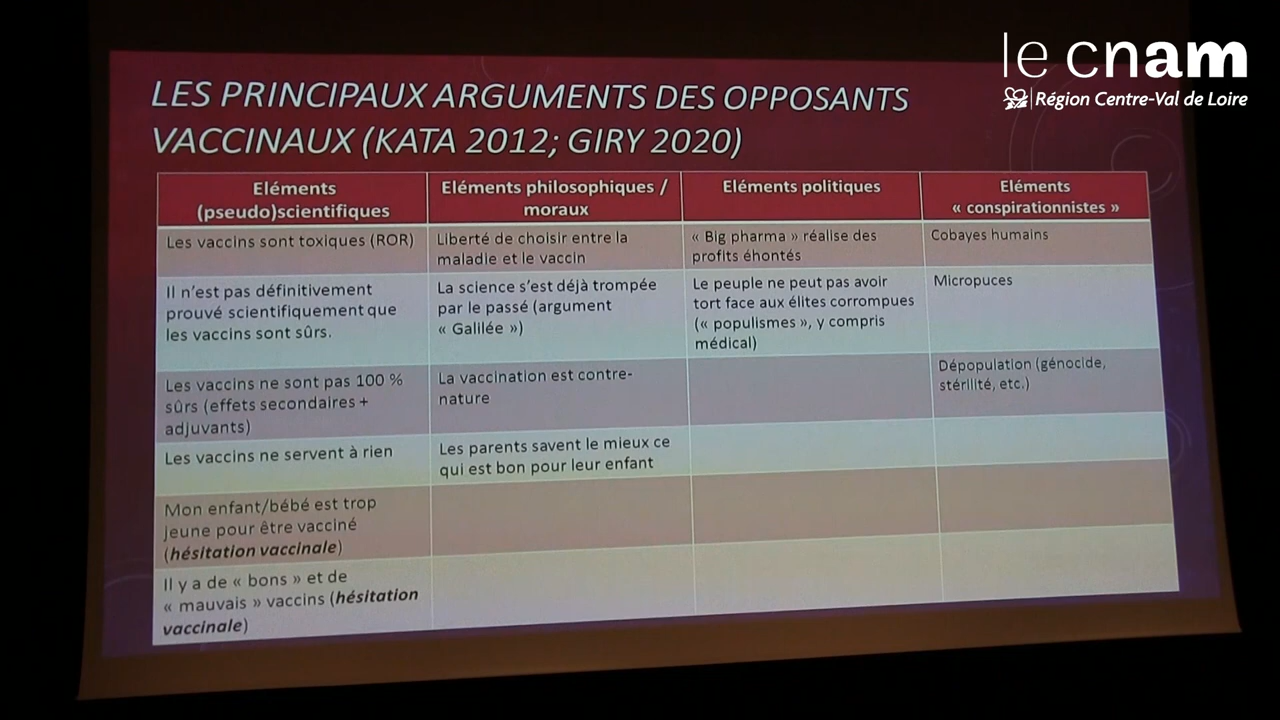 le cnam
Région Centre-Val de Loire
LES PRINCIPAUX ARGUMENTS DES OPPOSANTS
VACCINAUX (KATA 2012; GIRY 2020)
Eléments
(pseudo)scientifiques
Eléments philosophiques /
moraux
Eléments politiques
Eléments
« conspirationnistes »
Les vaccins sont toxiques (ROR)
Liberté de choisir entre la
maladie et le vaccin
« Big pharma » réalise des
profits éhontés
Cobayes humains
Il n'est pas définitivement
prouvé scientifiquement que
les vaccins sont sûrs.
La science s'est déjà trompée
par le passé (argument
« Galilée »)
Le peuple ne peut pas avoir
tort face aux élites corrompues
(« populismes », y compris
médical)
Micropuces
Les vaccins ne sont pas 100 %
sûrs (effets secondaires +
adjuvants)
La vaccination est contre-
nature
Dépopulation (génocide,
stérilité, etc.)
Les vaccins ne servent à rien
Les parents savent le mieux ce
qui est bon pour leur enfant
Mon enfant/bébé est trop
jeune pour être vacciné
(hésitation vaccinale)
Il y a de « bons » et de
« mauvais » vaccins (hésitation
vaccinale)